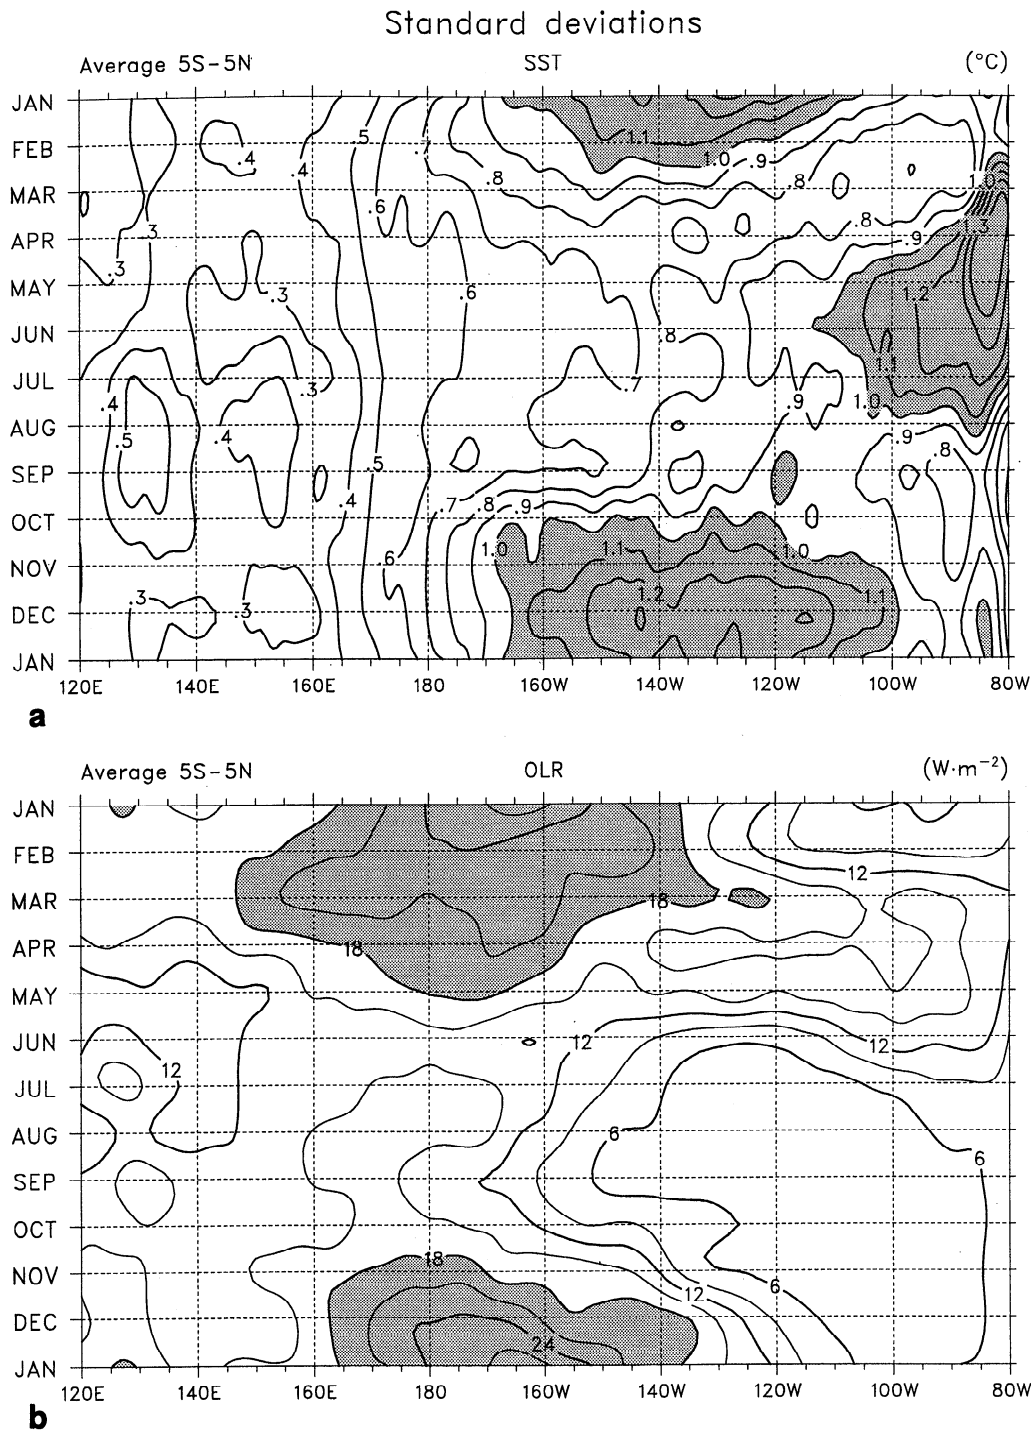 Standard deviations
Average 5S-5N SST (°C)
JAN
FEB
MAR
APR
MAY
JUN
JUL
AUG
SEP
OCT
NOV
DEC
JAN
.5 .7 1.1 1.0 .9
.4 .4 .8 .8 1.0
.6 .8 1.3
.3 .9
.3 .3 .6 1.2
.8 1.1
.3 .7
.4 .9 1.0
.5 .4 .9 .8
.5
.4 .7 .8 .9
1.0 1.1 1.0
.6
.3 .3 1.2 1.1
120E 140E 160E 180 160W 140W 120W 100W 80W
a
Average 5S-5N OLR (W·m⁻²)
JAN
FEB
MAR
APR
MAY
JUN
JUL
AUG
SEP
OCT
NOV
DEC
JAN
12
18
18
12 12
12
6
6
18
12 6
24
120E 140E 160E 180 160W 140W 120W 100W 80W
b